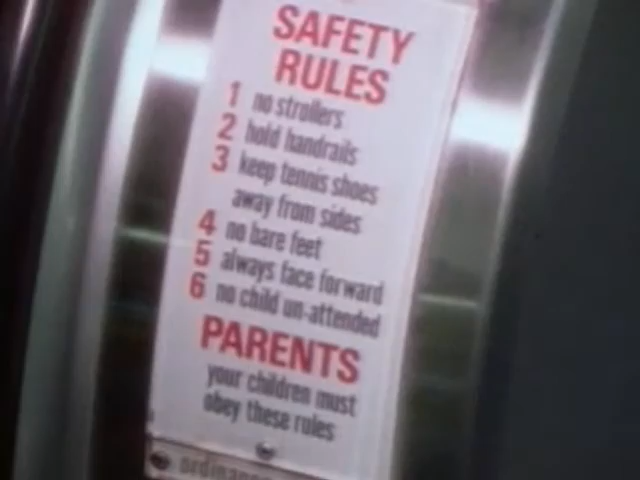 SAFETY
RULES
1 no strollers
2 hold handrails
3 keep tennis shoes
away from sides
4 no bare feet
5 always face forward
6 no child un-attended
PARENTS
your children must
obey these rules